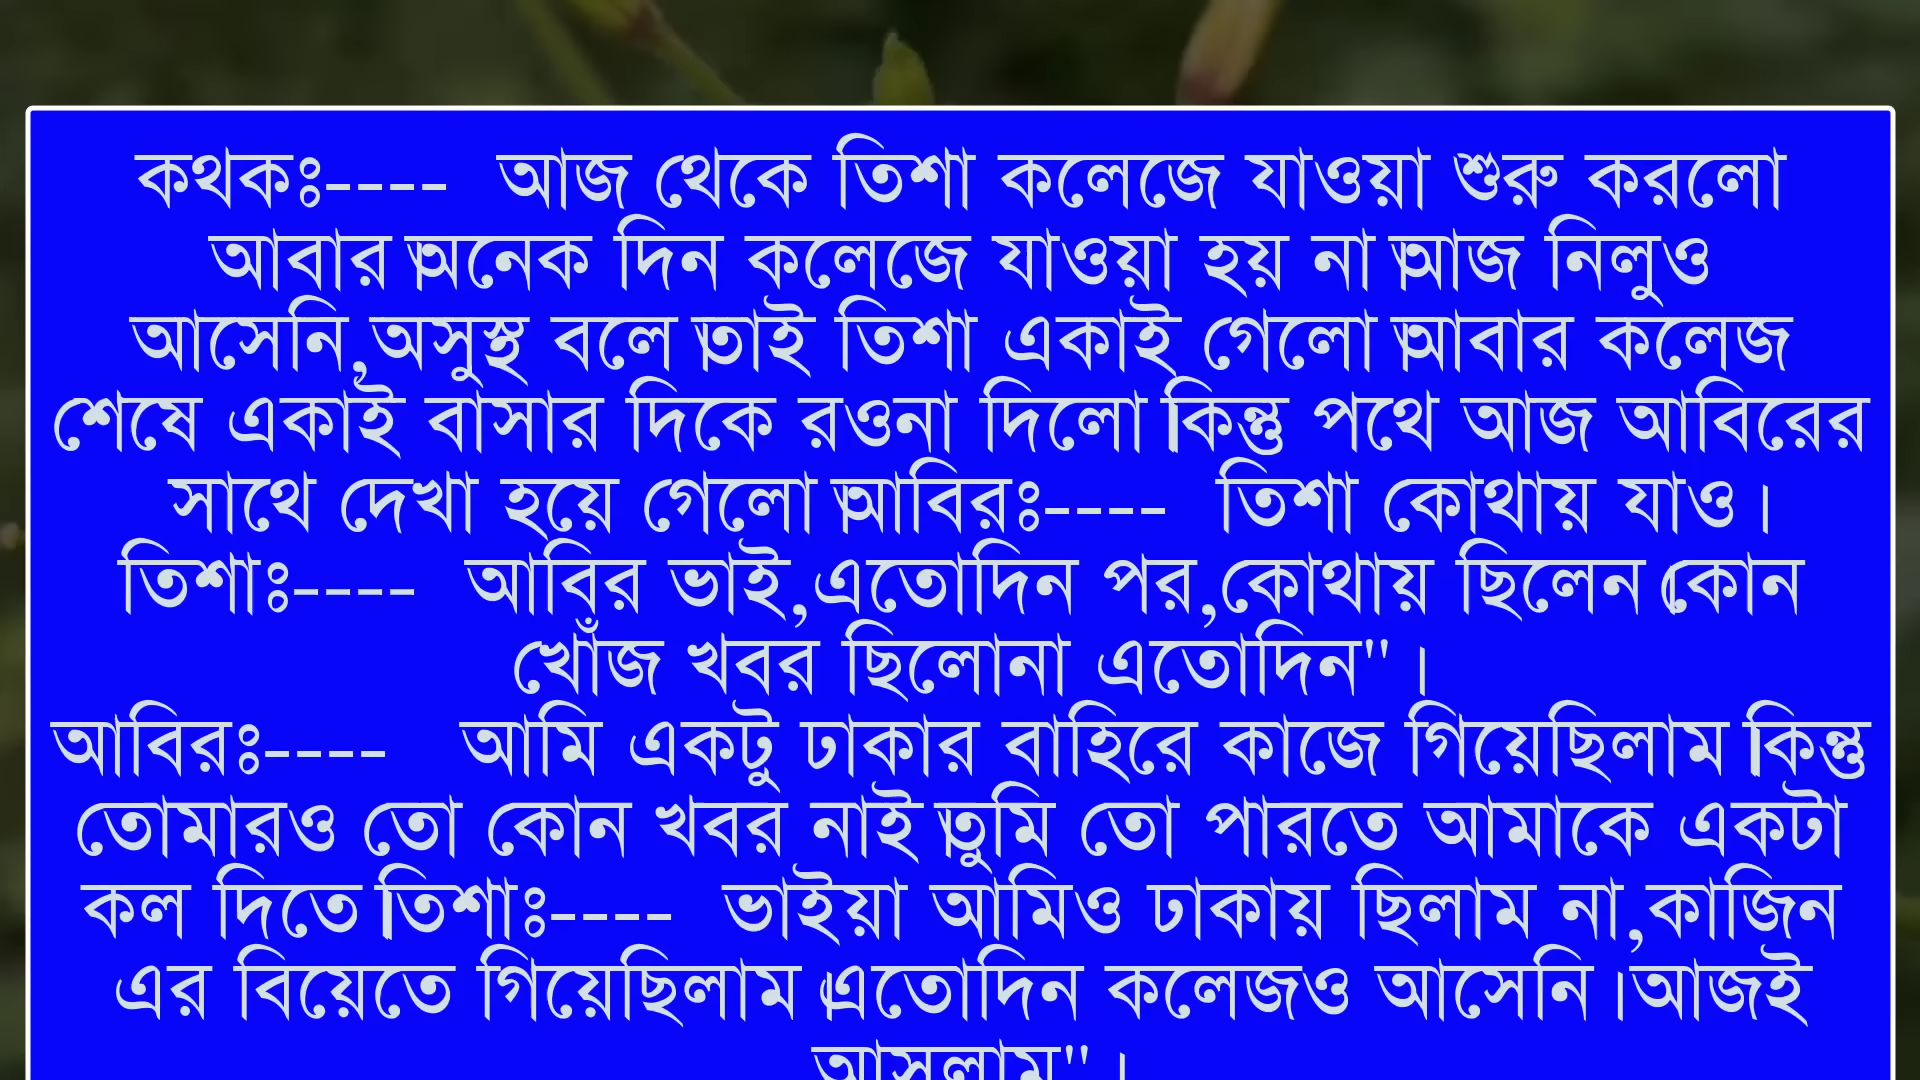 কথকঃ---- আজ থেকে তিশা কলেজে যাওয়া শুরু করলো
আবার।অনেক দিন কলেজে যাওয়া হয় না।আজ নিলুও
আসেনি,অসুস্থ বলে।তাই তিশা একাই গেলো।আবার কলেজ
শেষে একাই বাসার দিকে রওনা দিলো।কিন্তু পথে আজ আবিরের
সাথে দেখা হয়ে গেলো।আবিরঃ---- তিশা কোথায় যাও।
তিশাঃ---- আবির ভাই,এতোদিন পর,কোথায় ছিলেন।কোন
খোঁজ খবর ছিলোনা এতোদিন"।
আবিরঃ---- আমি একটু ঢাকার বাহিরে কাজে গিয়েছিলাম।কিন্তু
তোমারও তো কোন খবর নাই।তুমি তো পারতে আমাকে একটা
কল দিতে।তিশাঃ---- ভাইয়া আমিও ঢাকায় ছিলাম না,কাজিন
এর বিয়েতে গিয়েছিলাম।এতোদিন কলেজও আসেনি।আজই
আসলাম"।